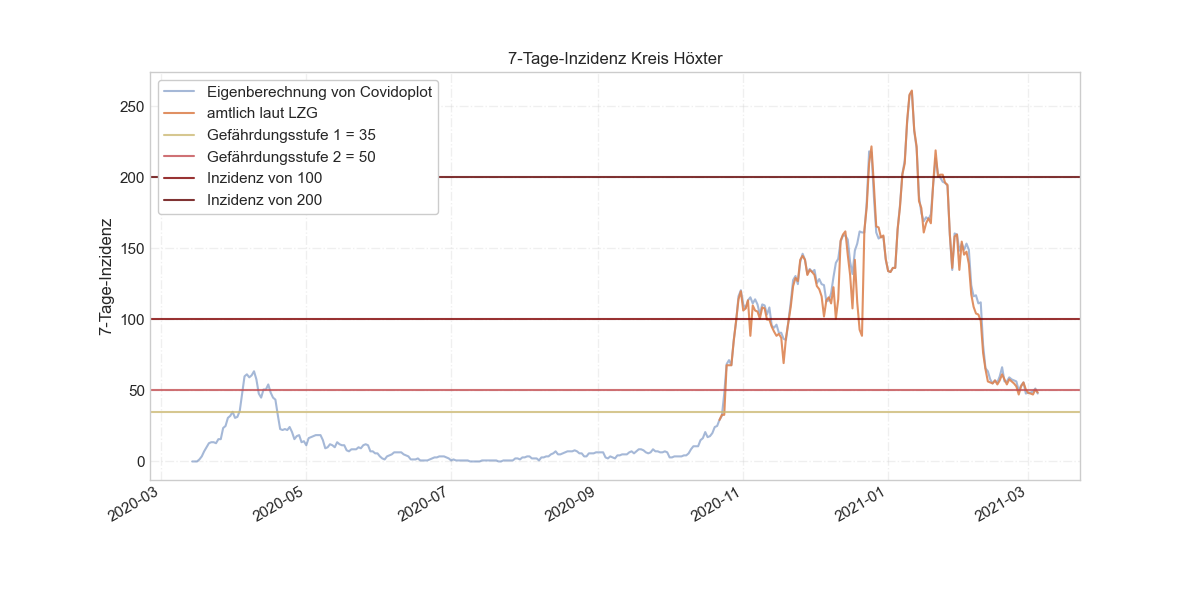 7-Tage-Inzidenz Kreis Höxter
Eigenberechnung von Covidoplot
amtlich laut LZG
Gefährdungsstufe 1 = 35
Gefährdungsstufe 2 = 50
Inzidenz von 100
Inzidenz von 200
7-Tage-Inzidenz
250
200
150
100
50
0
2020-03
2020-05
2020-07
2020-09
2020-11
2021-01
2021-03